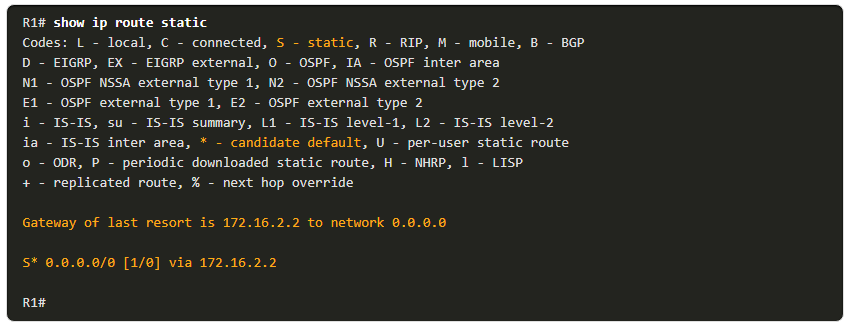 R1# show ip route static
Codes: L - local, C - connected, S - static, R - RIP, M - mobile, B - BGP
D - EIGRP, EX - EIGRP external, O - OSPF, IA - OSPF inter area
N1 - OSPF NSSA external type 1, N2 - OSPF NSSA external type 2
E1 - OSPF external type 1, E2 - OSPF external type 2
i - IS-IS, su - IS-IS summary, L1 - IS-IS level-1, L2 - IS-IS level-2
ia - IS-IS inter area, * - candidate default, U - per-user static route
o - ODR, P - periodic downloaded static route, H - NHRP, l - LISP
+ - replicated route, % - next hop override
Gateway of last resort is 172.16.2.2 to network 0.0.0.0
S* 0.0.0.0/0 [1/0] via 172.16.2.2
R1#